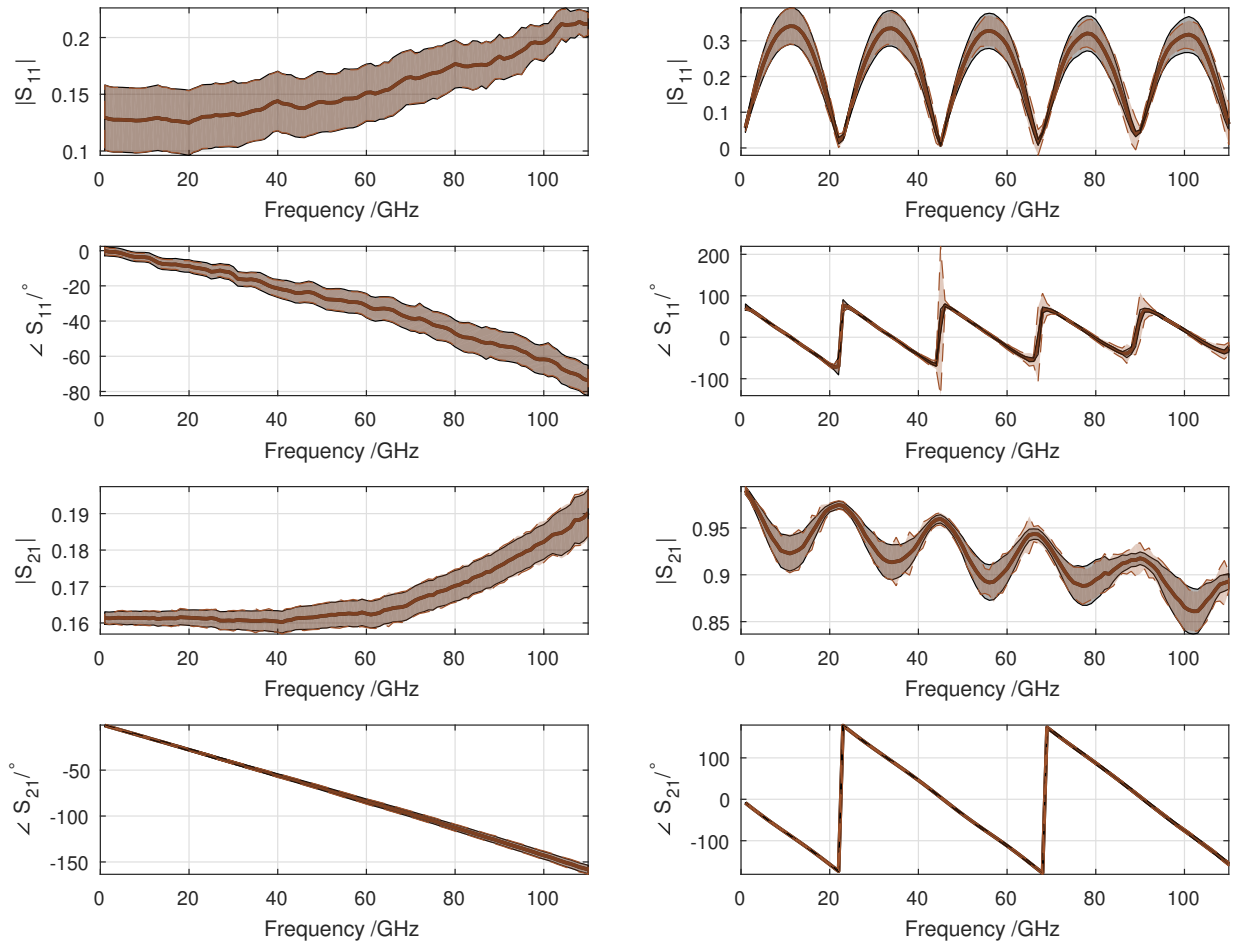 |S11|
0.2
0.15
0.1
0 20 40 60 80 100
Frequency /GHz
|S11|
0.3
0.2
0.1
0
0 20 40 60 80 100
Frequency /GHz
∠ S11/°
0
-20
-40
-60
-80
0 20 40 60 80 100
Frequency /GHz
∠ S11/°
200
100
0
-100
0 20 40 60 80 100
Frequency /GHz
|S21|
0.19
0.18
0.17
0.16
0 20 40 60 80 100
Frequency /GHz
|S21|
0.95
0.9
0.85
0 20 40 60 80 100
Frequency /GHz
∠ S21/°
-50
-100
-150
0 20 40 60 80 100
Frequency /GHz
∠ S21/°
100
0
-100
0 20 40 60 80 100
Frequency /GHz